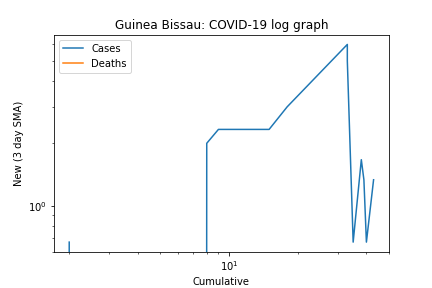 Guinea Bissau: COVID-19 log graph
Cases
Deaths
New (3 day SMA)
10⁰
10¹
Cumulative